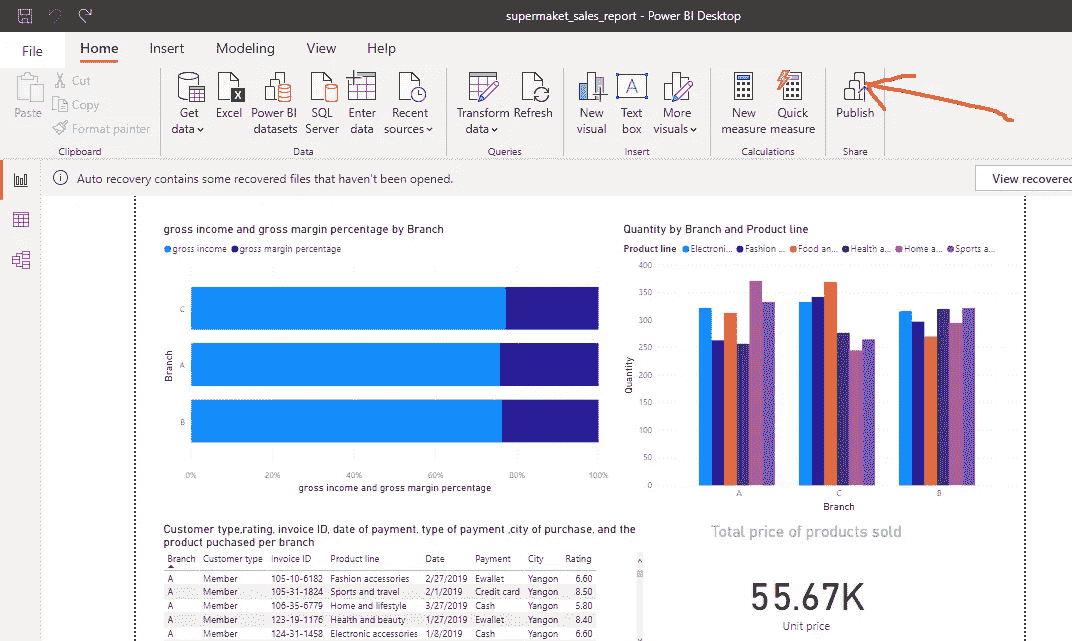 supermaket_sales_report - Power BI Desktop
File Home Insert Modeling View Help
Paste
Cut
Copy
Format painter
Clipboard
Get data
Excel
Power BI datasets
SQL Server
Enter data
Recent sources
Data
Transform data
Refresh
Queries
New visual
Text box
More visuals
Insert
New measure
Quick measure
Calculations
Publish
Share
Auto recovery contains some recovered files that haven't been opened.
View recovered
gross income and gross margin percentage by Branch
gross income gross margin percentage
C
A
B
Branch
0% 20% 40% 60% 80% 100%
gross income and gross margin percentage
Quantity by Branch and Product line
Product line Electroni... Fashion ... Food an... Health a... Home a... Sports a...
400
350
300
250
200
150
100
50
0
Quantity
A C B
Branch
Customer type,rating, invoice ID, date of payment, type of payment ,city of purchase, and the
product puchased per branch
Branch Customer type Invoice ID Product line Date Payment City Rating
A Member 105-10-6182 Fashion accessories 2/27/2019 Ewallet Yangon 6.60
A Member 105-31-1824 Sports and travel 2/1/2019 Credit card Yangon 8.50
A Member 106-35-6779 Home and lifestyle 3/27/2019 Cash Yangon 5.80
A Member 123-19-1176 Health and beauty 1/27/2019 Ewallet Yangon 8.40
A Member 124-31-1458 Electronic accessories 1/8/2019 Cash Yangon 6.60
Total price of products sold
55.67K
Unit price